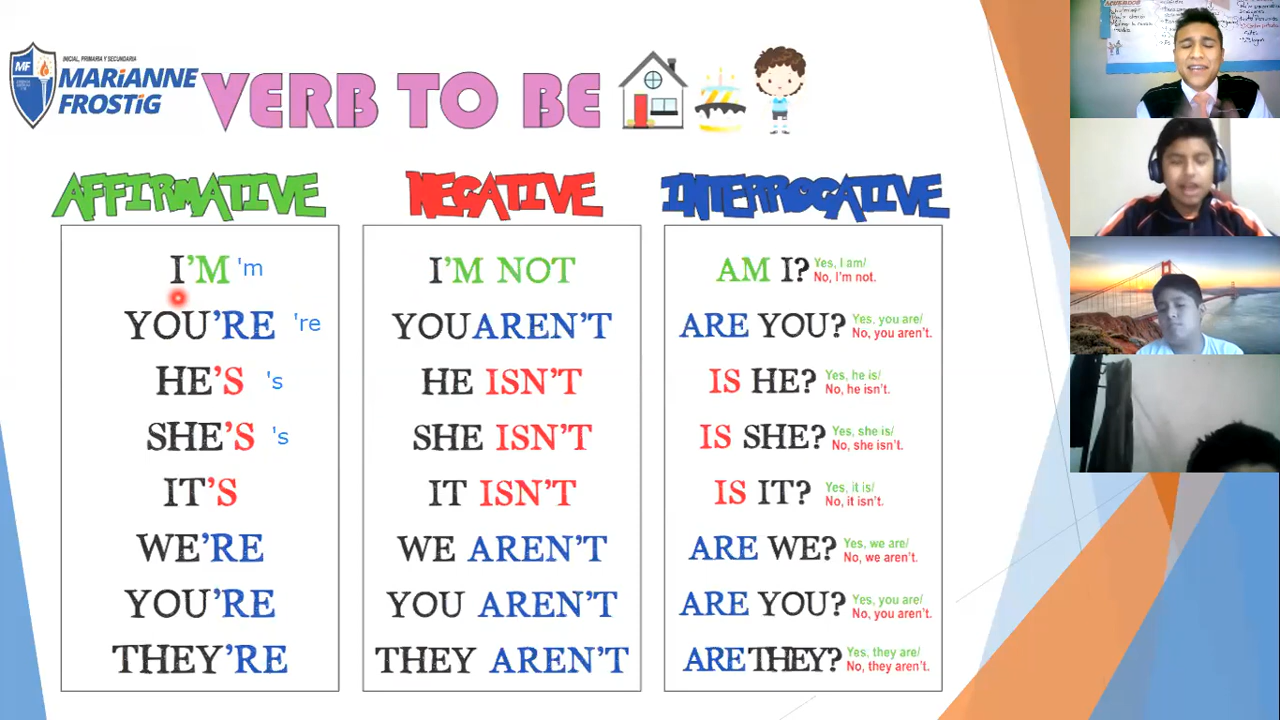 INICIAL, PRIMARIA Y SECUNDARIA
MF
MARIANNE
FROSTIG
VERB TO BE
AFFIRMATIVE
I'M 'm
YOU'RE 're
HE'S 's
SHE'S 's
IT'S
WE'RE
YOU'RE
THEY'RE
NEGATIVE
I'M NOT
YOU AREN'T
HE ISN'T
SHE ISN'T
IT ISN'T
WE AREN'T
YOU AREN'T
THEY AREN'T
INTERROGATIVE
AM I? Yes, I am/
No, I'm not.
ARE YOU? Yes, you are/
No, you aren't.
IS HE? Yes, he is/
No, he isn't.
IS SHE? Yes, she is/
No, she isn't.
IS IT? Yes, it is/
No, it isn't.
ARE WE? Yes, we are/
No, we aren't.
ARE YOU? Yes, you are/
No, you aren't.
ARE THEY? Yes, they are/
No, they aren't.